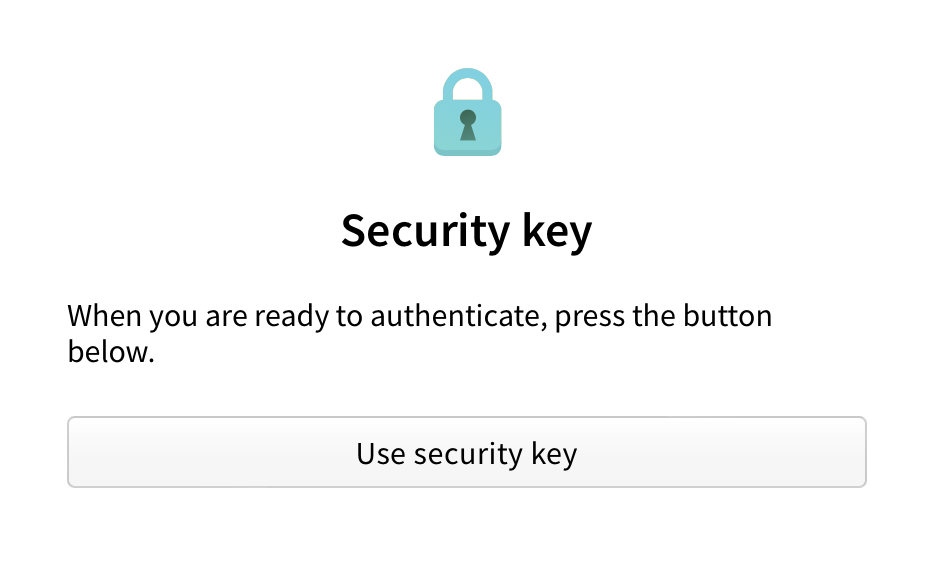 Security key
When you are ready to authenticate, press the button
below.
Use security key